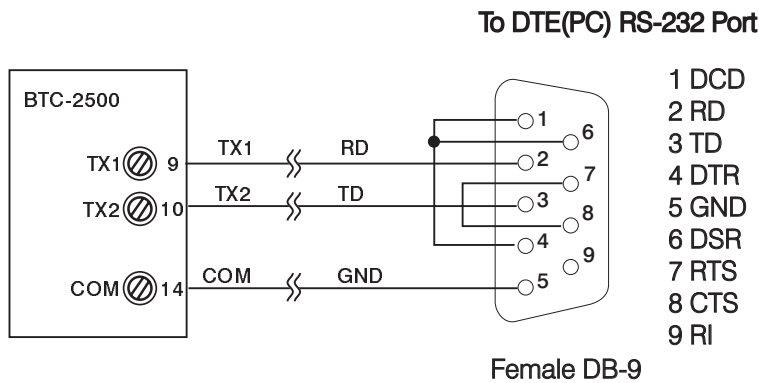 To DTE(PC) RS-232 Port
BTC-2500
1 DCD
2 RD
3 TD
4 DTR
5 GND
6 DSR
7 RTS
8 CTS
9 RI
TX1 9 TX1 RD
TX2 10 TX2 TD
COM 14 COM GND
1
6
2
7
3
8
4
9
5
Female DB-9